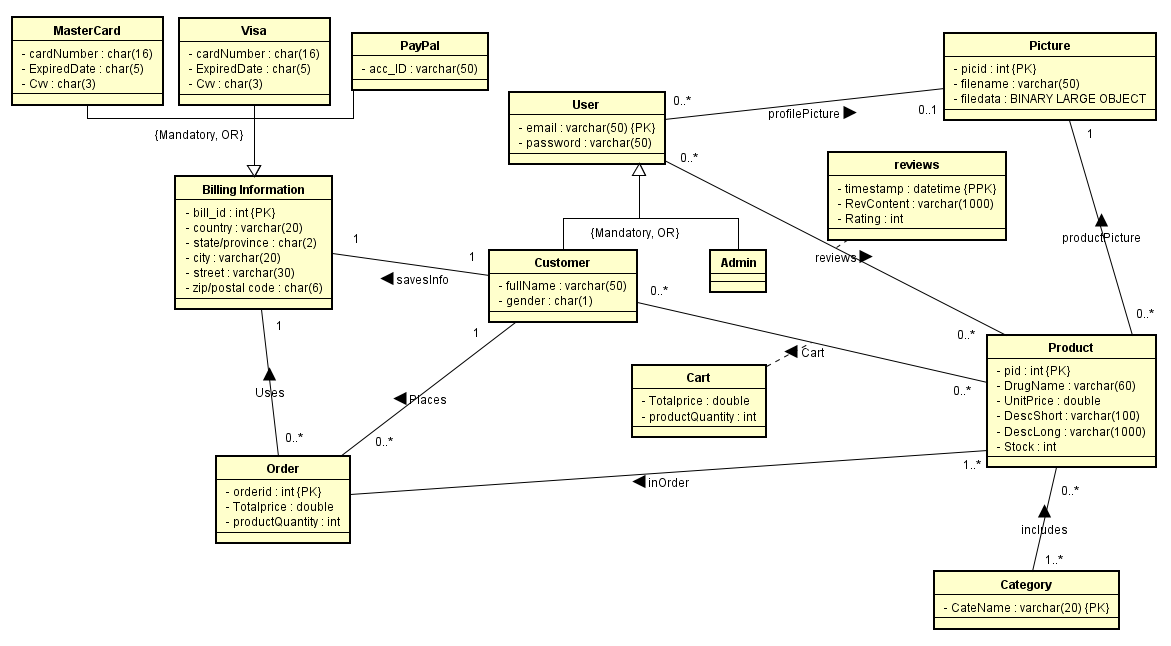 MasterCard
- cardNumber : char(16)
- ExpiredDate : char(5)
- Cvv : char(3)
Visa
- cardNumber : char(16)
- ExpiredDate : char(5)
- Cvv : char(3)
PayPal
- acc_ID : varchar(50)
{Mandatory, OR}
User
- email : varchar(50) {PK}
- password : varchar(50)
0..*
profilePicture
0..1
Picture
- picid : int {PK}
- filename : varchar(50)
- filedata : BINARY LARGE OBJECT
1
productPicture
0..*
0..*
reviews
- timestamp : datetime {PPK}
- RevContent : varchar(1000)
- Rating : int
reviews
0..*
Billing Information
- bill_id : int {PK}
- country : varchar(20)
- state/province : char(2)
- city : varchar(20)
- street : varchar(30)
- zip/postal code : char(6)
1
savesInfo
1
{Mandatory, OR}
Customer
- fullName : varchar(50)
- gender : char(1)
Admin
0..*
Cart
0..*
Cart
- Totalprice : double
- productQuantity : int
Product
- pid : int {PK}
- DrugName : varchar(60)
- UnitPrice : double
- DescShort : varchar(100)
- DescLong : varchar(1000)
- Stock : int
1
Uses
0..*
1
Places
0..*
Order
- orderid : int {PK}
- Totalprice : double
- productQuantity : int
inOrder
1..*
0..*
includes
1..*
Category
- CateName : varchar(20) {PK}